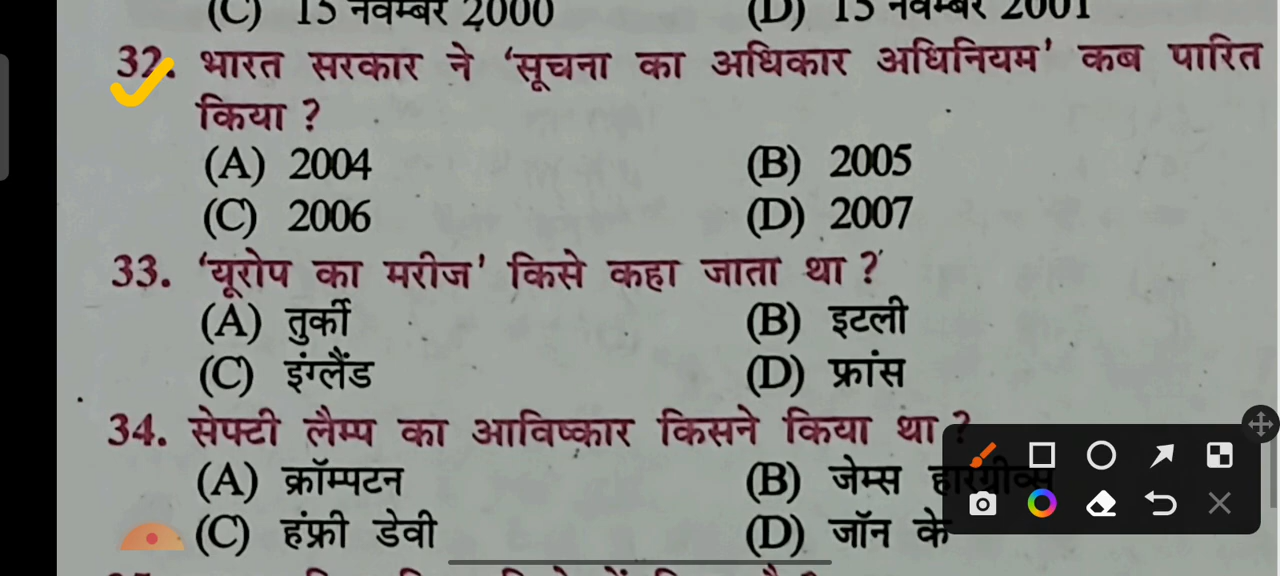 (C) 15 नवम्बर 2000 (D) 15 नवम्बर 2001
32. भारत सरकार ने ‘सूचना का अधिकार अधिनियम’ कब पारित
किया ?
(A) 2004 (B) 2005
(C) 2006 (D) 2007
33. ‘यूरोप का मरीज’ किसे कहा जाता था ?
(A) तुर्की (B) इटली
(C) इंग्लैंड (D) फ्रांस
34. सेफ्टी लैम्प का आविष्कार किसने किया था ?
(A) क्रॉम्पटन (B) जेम्स हारग्रीव्स
(C) हंफ्री डेवी (D) जॉन के